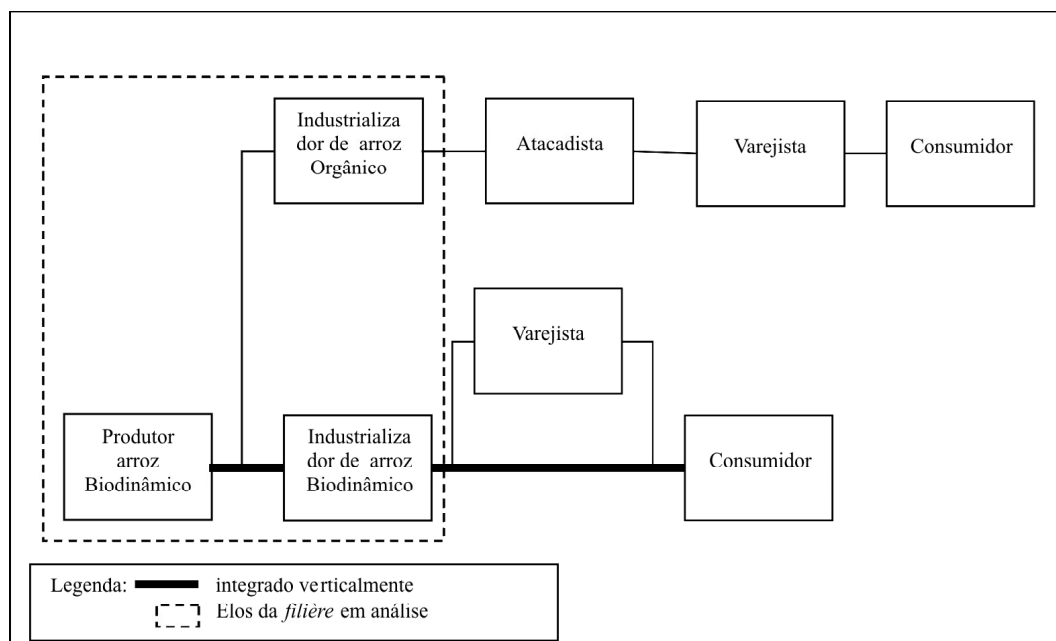 Industrializa
dor de arroz
Orgânico
Atacadista
Varejista
Consumidor
Varejista
Produtor
arroz
Biodinâmico
Industrializa
dor de arroz
Biodinâmico
Consumidor
Legenda: integrado verticalmente
Elos da filière em análise